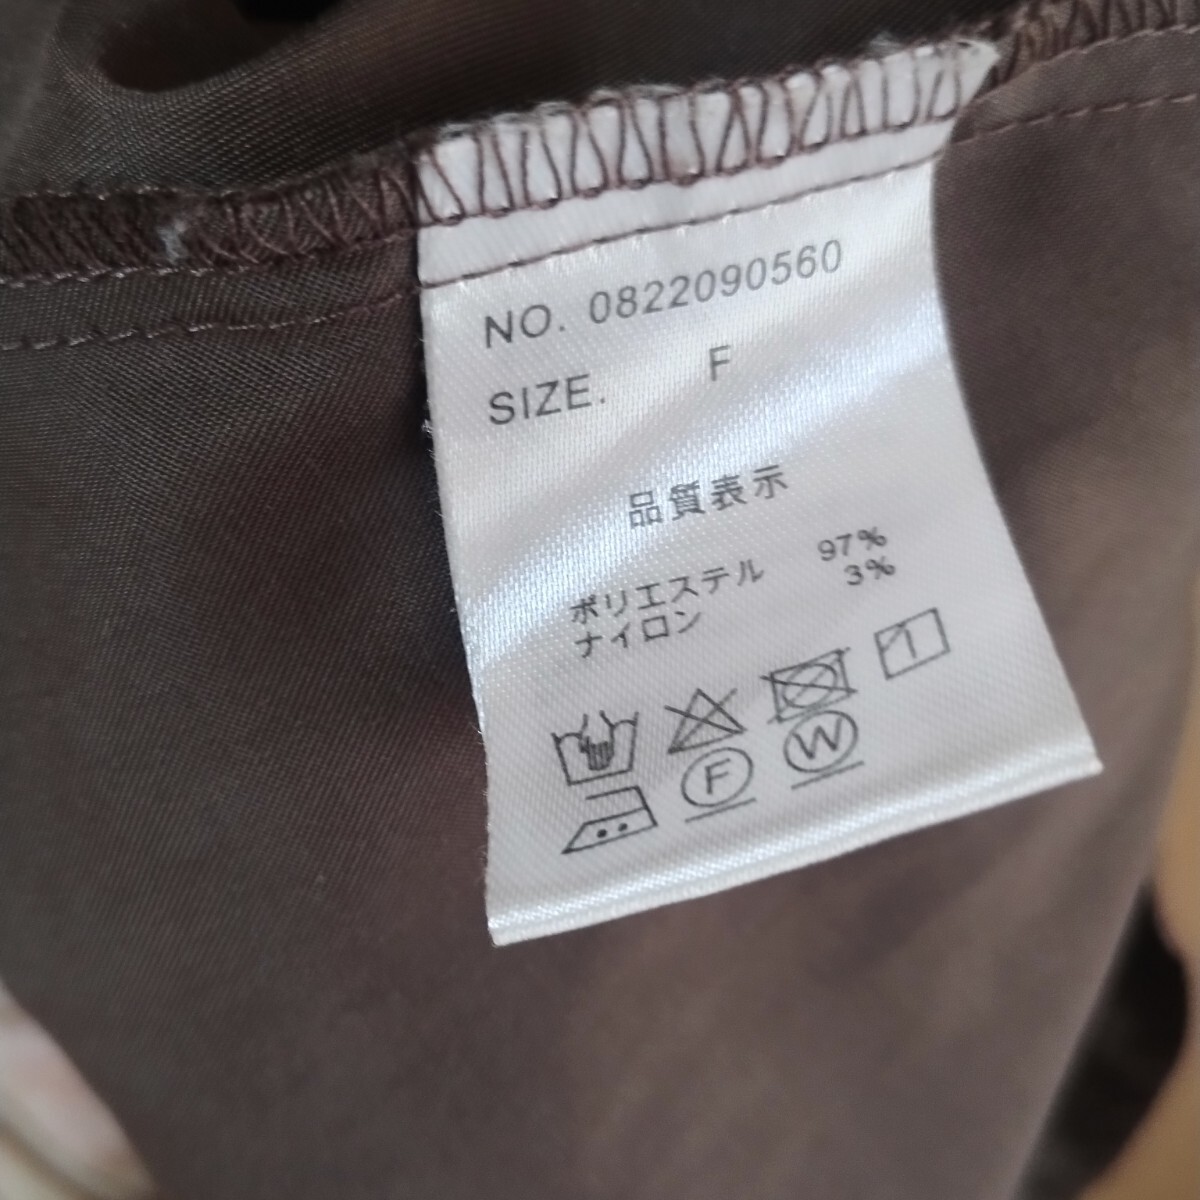 NO. 0822090560
SIZE. F
品質表示
ポリエステル 97%
ナイロン 3%
F W